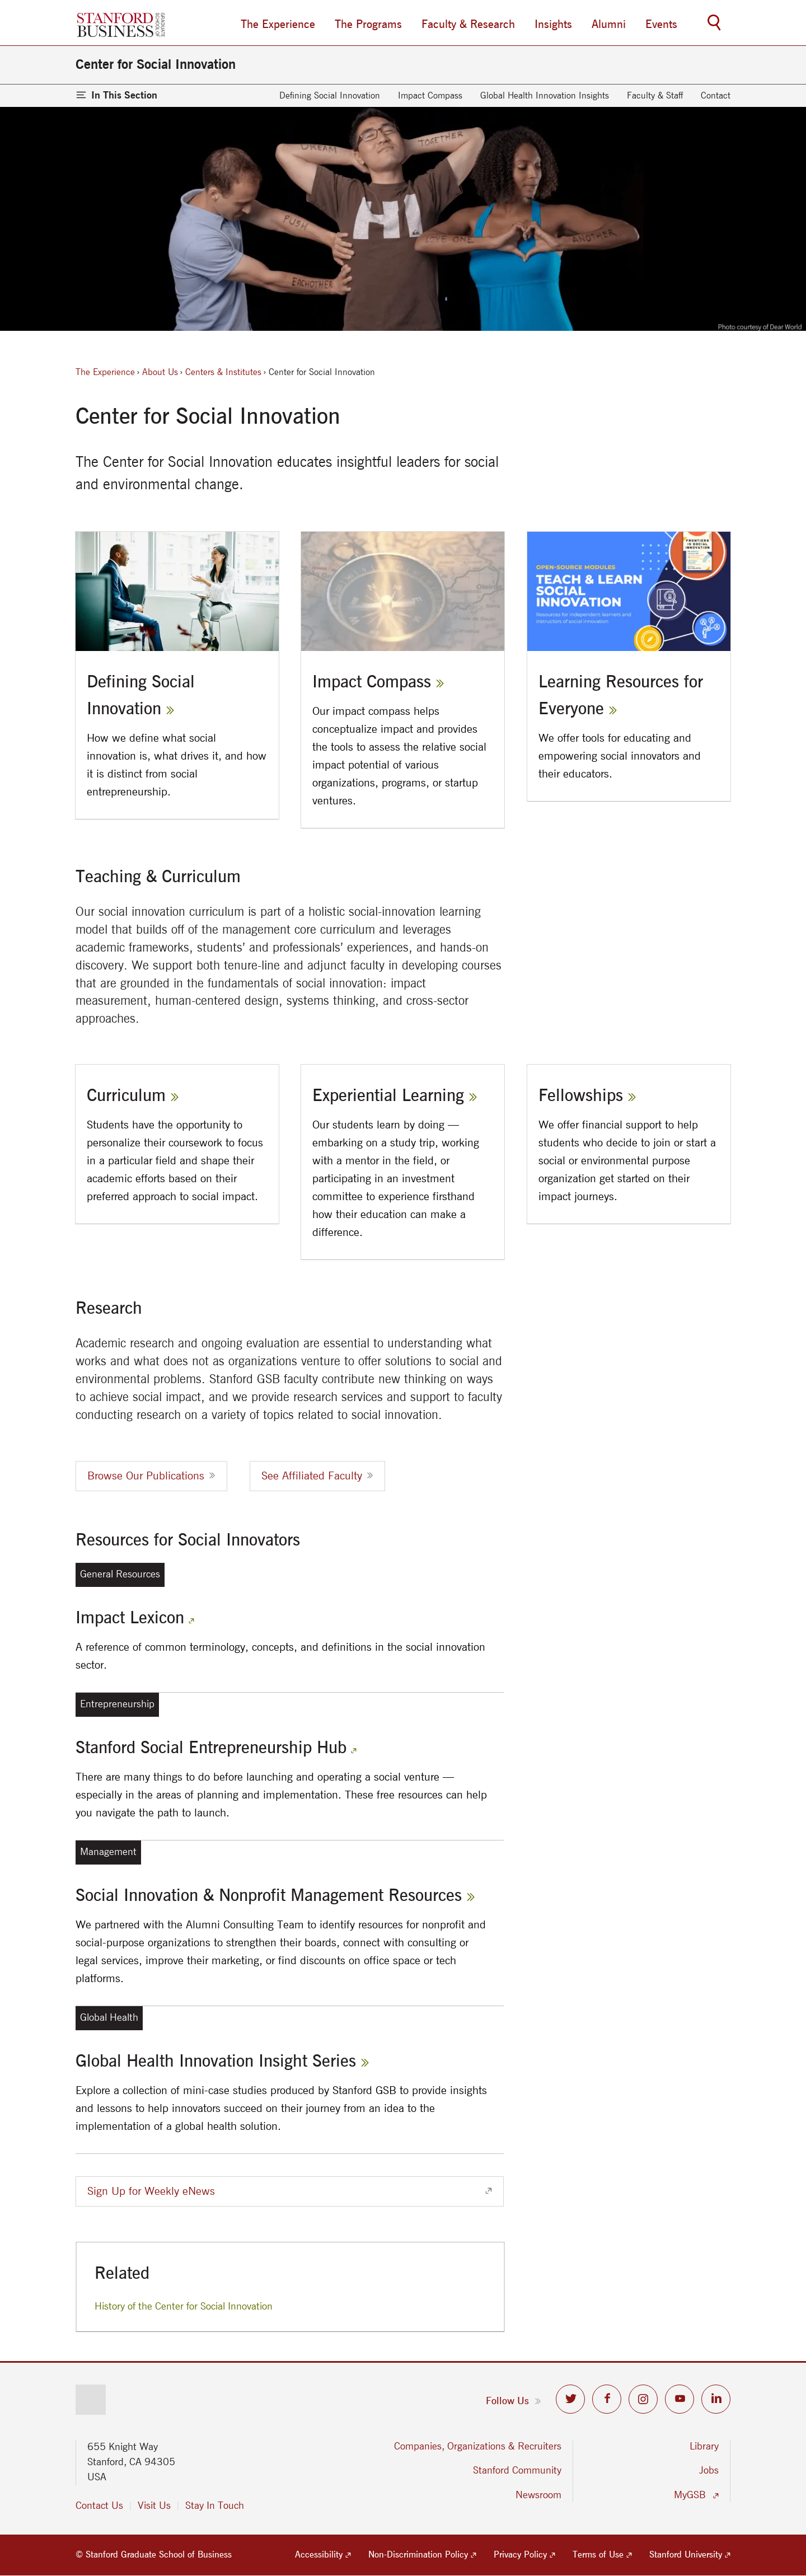 STANFORD
BUSINESS
GRADUATE
SCHOOL OF
The Experience The Programs Faculty & Research Insights Alumni Events
Center for Social Innovation
In This Section
Defining Social Innovation Impact Compass Global Health Innovation Insights Faculty & Staff Contact
DREAM
TOGETHER
PUSH
HUMAN
LOVE
Photo courtesy of Dear World
The Experience › About Us › Centers & Institutes › Center for Social Innovation
Center for Social Innovation
The Center for Social Innovation educates insightful leaders for social
and environmental change.
Defining Social
Innovation »
How we define what social
innovation is, what drives it, and how
it is distinct from social
entrepreneurship.
Impact Compass »
Our impact compass helps
conceptualize impact and provides
the tools to assess the relative social
impact potential of various
organizations, programs, or startup
ventures.
OPEN-SOURCE MODULES
TEACH & LEARN
SOCIAL
INNOVATION
Resources for independent learners and
instructors of social innovation
Learning Resources for
Everyone »
We offer tools for educating and
empowering social innovators and
their educators.
Teaching & Curriculum
Our social innovation curriculum is part of a holistic social-innovation learning
model that builds off of the management core curriculum and leverages
academic frameworks, students’ and professionals’ experiences, and hands-on
discovery. We support both tenure-line and adjunct faculty in developing courses
that are grounded in the fundamentals of social innovation: impact
measurement, human-centered design, systems thinking, and cross-sector
approaches.
Curriculum »
Students have the opportunity to
personalize their coursework to focus
in a particular field and shape their
academic efforts based on their
preferred approach to social impact.
Experiential Learning »
Our students learn by doing —
embarking on a study trip, working
with a mentor in the field, or
participating in an investment
committee to experience firsthand
how their education can make a
difference.
Fellowships »
We offer financial support to help
students who decide to join or start a
social or environmental purpose
organization get started on their
impact journeys.
Research
Academic research and ongoing evaluation are essential to understanding what
works and what does not as organizations venture to offer solutions to social and
environmental problems. Stanford GSB faculty contribute new thinking on ways
to achieve social impact, and we provide research services and support to faculty
conducting research on a variety of topics related to social innovation.
Browse Our Publications » See Affiliated Faculty »
Resources for Social Innovators
General Resources
Impact Lexicon
A reference of common terminology, concepts, and definitions in the social innovation
sector.
Entrepreneurship
Stanford Social Entrepreneurship Hub
There are many things to do before launching and operating a social venture —
especially in the areas of planning and implementation. These free resources can help
you navigate the path to launch.
Management
Social Innovation & Nonprofit Management Resources »
We partnered with the Alumni Consulting Team to identify resources for nonprofit and
social-purpose organizations to strengthen their boards, connect with consulting or
legal services, improve their marketing, or find discounts on office space or tech
platforms.
Global Health
Global Health Innovation Insight Series »
Explore a collection of mini-case studies produced by Stanford GSB to provide insights
and lessons to help innovators succeed on their journey from an idea to the
implementation of a global health solution.
Sign Up for Weekly eNews
Related
History of the Center for Social Innovation
Follow Us »
655 Knight Way
Stanford, CA 94305
USA
Contact Us Visit Us Stay In Touch
Companies, Organizations & Recruiters
Stanford Community
Newsroom
Library
Jobs
MyGSB
© Stanford Graduate School of Business
Accessibility Non-Discrimination Policy Privacy Policy Terms of Use Stanford University